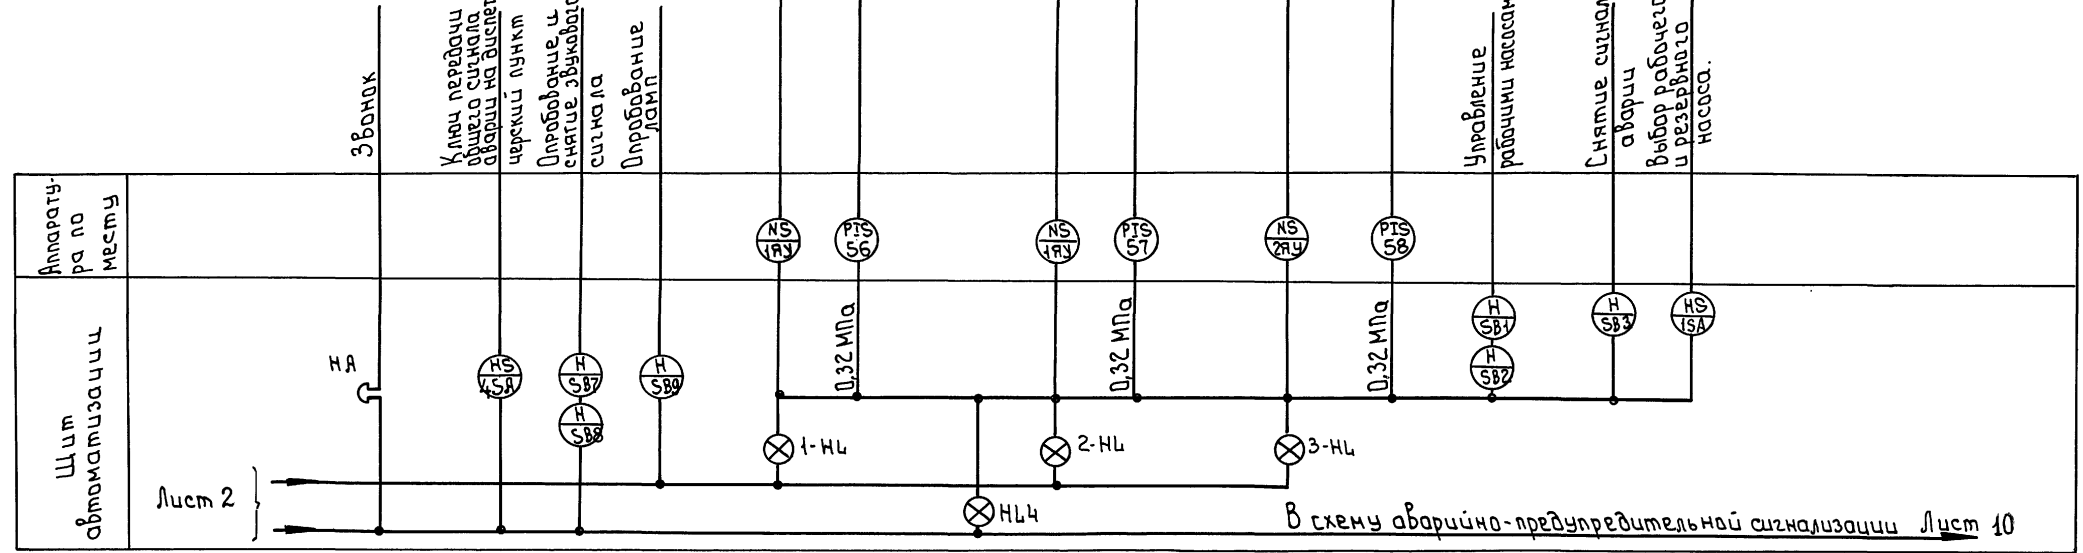 Звонок
Ключ передачи
общего сигнала
аварии на диспет
черский пункт
Опробование и
снятие звукового
сигнала
Опробование
ламп
Управление
рабочими насосам
Снятие сигнал
аварии
Выбор рабочего
и резервного
насоса.
Аппарату-
ра по
месту
NS
1ЯУ
PIS
56
NS
1ЯУ
PIS
57
NS
2ЯУ
PIS
58
Щит
автоматизации
НА
HS
4SA
H
SB7
H
SB8
H
SB9
0,32 МПа
0,32 МПа
0,32 МПа
H
SB1
H
SB2
H
SB3
HS
1SA
1-HL
2-HL
3-HL
HL4
Лист 2
В схему аварийно-предупредительной сигнализации Лист 10